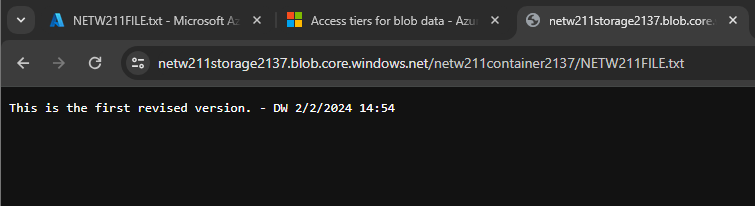 NETW211FILE.txt - Microsoft Az
Access tiers for blob data - Azu
netw211storage2137.blob.core.
netw211storage2137.blob.core.windows.net/netw211container2137/NETW211FILE.txt
This is the first revised version. - DW 2/2/2024 14:54